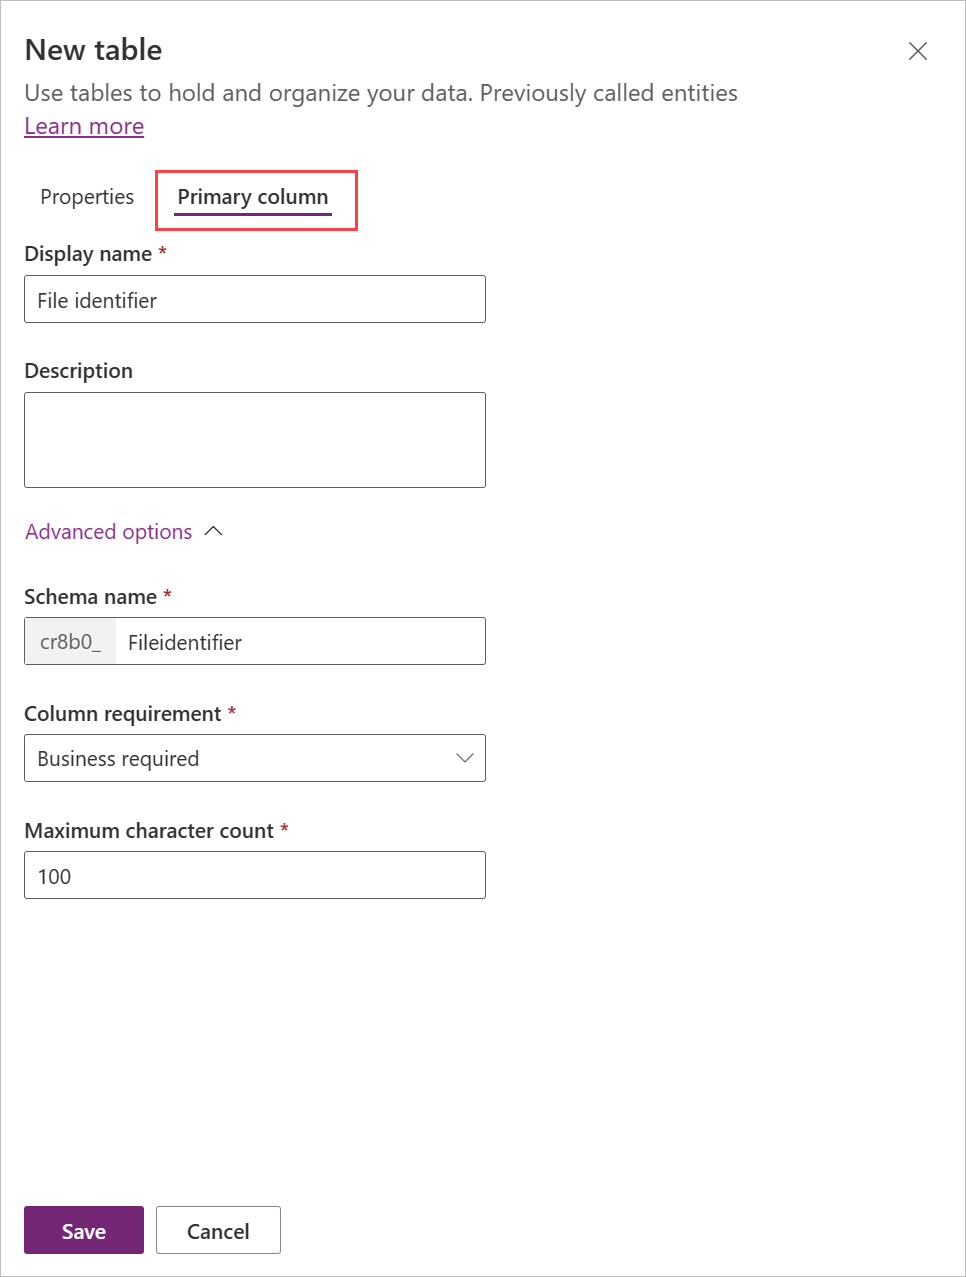 New table
Use tables to hold and organize your data. Previously called entities
Learn more
Properties
Primary column
Display name *
File identifier
Description
Advanced options
Schema name *
cr8b0_ Fileidentifier
Column requirement *
Business required
Maximum character count *
100
Save
Cancel